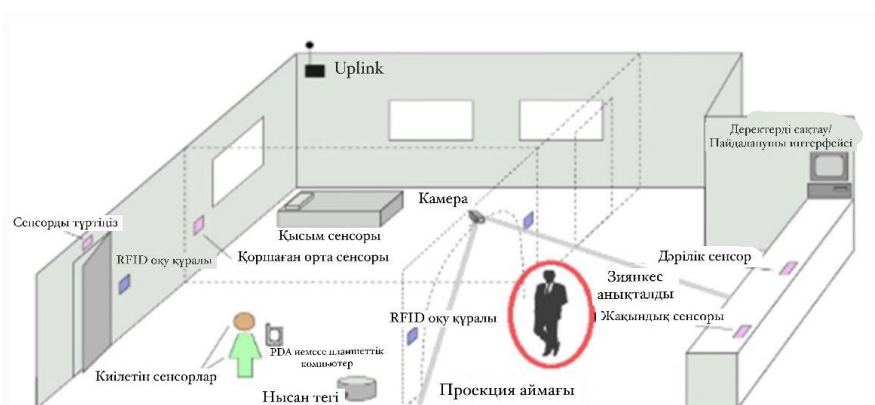 Uplink
Деректерді сақтау/
Пайдаланушы интерфейсі
Камера
Сенсорды түртіңіз
Қысым сенсоры
RFID оқу құралы
Қоршаған орта сенсоры
Дәрілік сенсор
Зиянкес
анықталды
RFID оқу құралы
Жақындық сенсоры
PDA немесе планшеттік
компьютер
Киілетін сенсорлар
Нысан тегі
Проекция аймағы